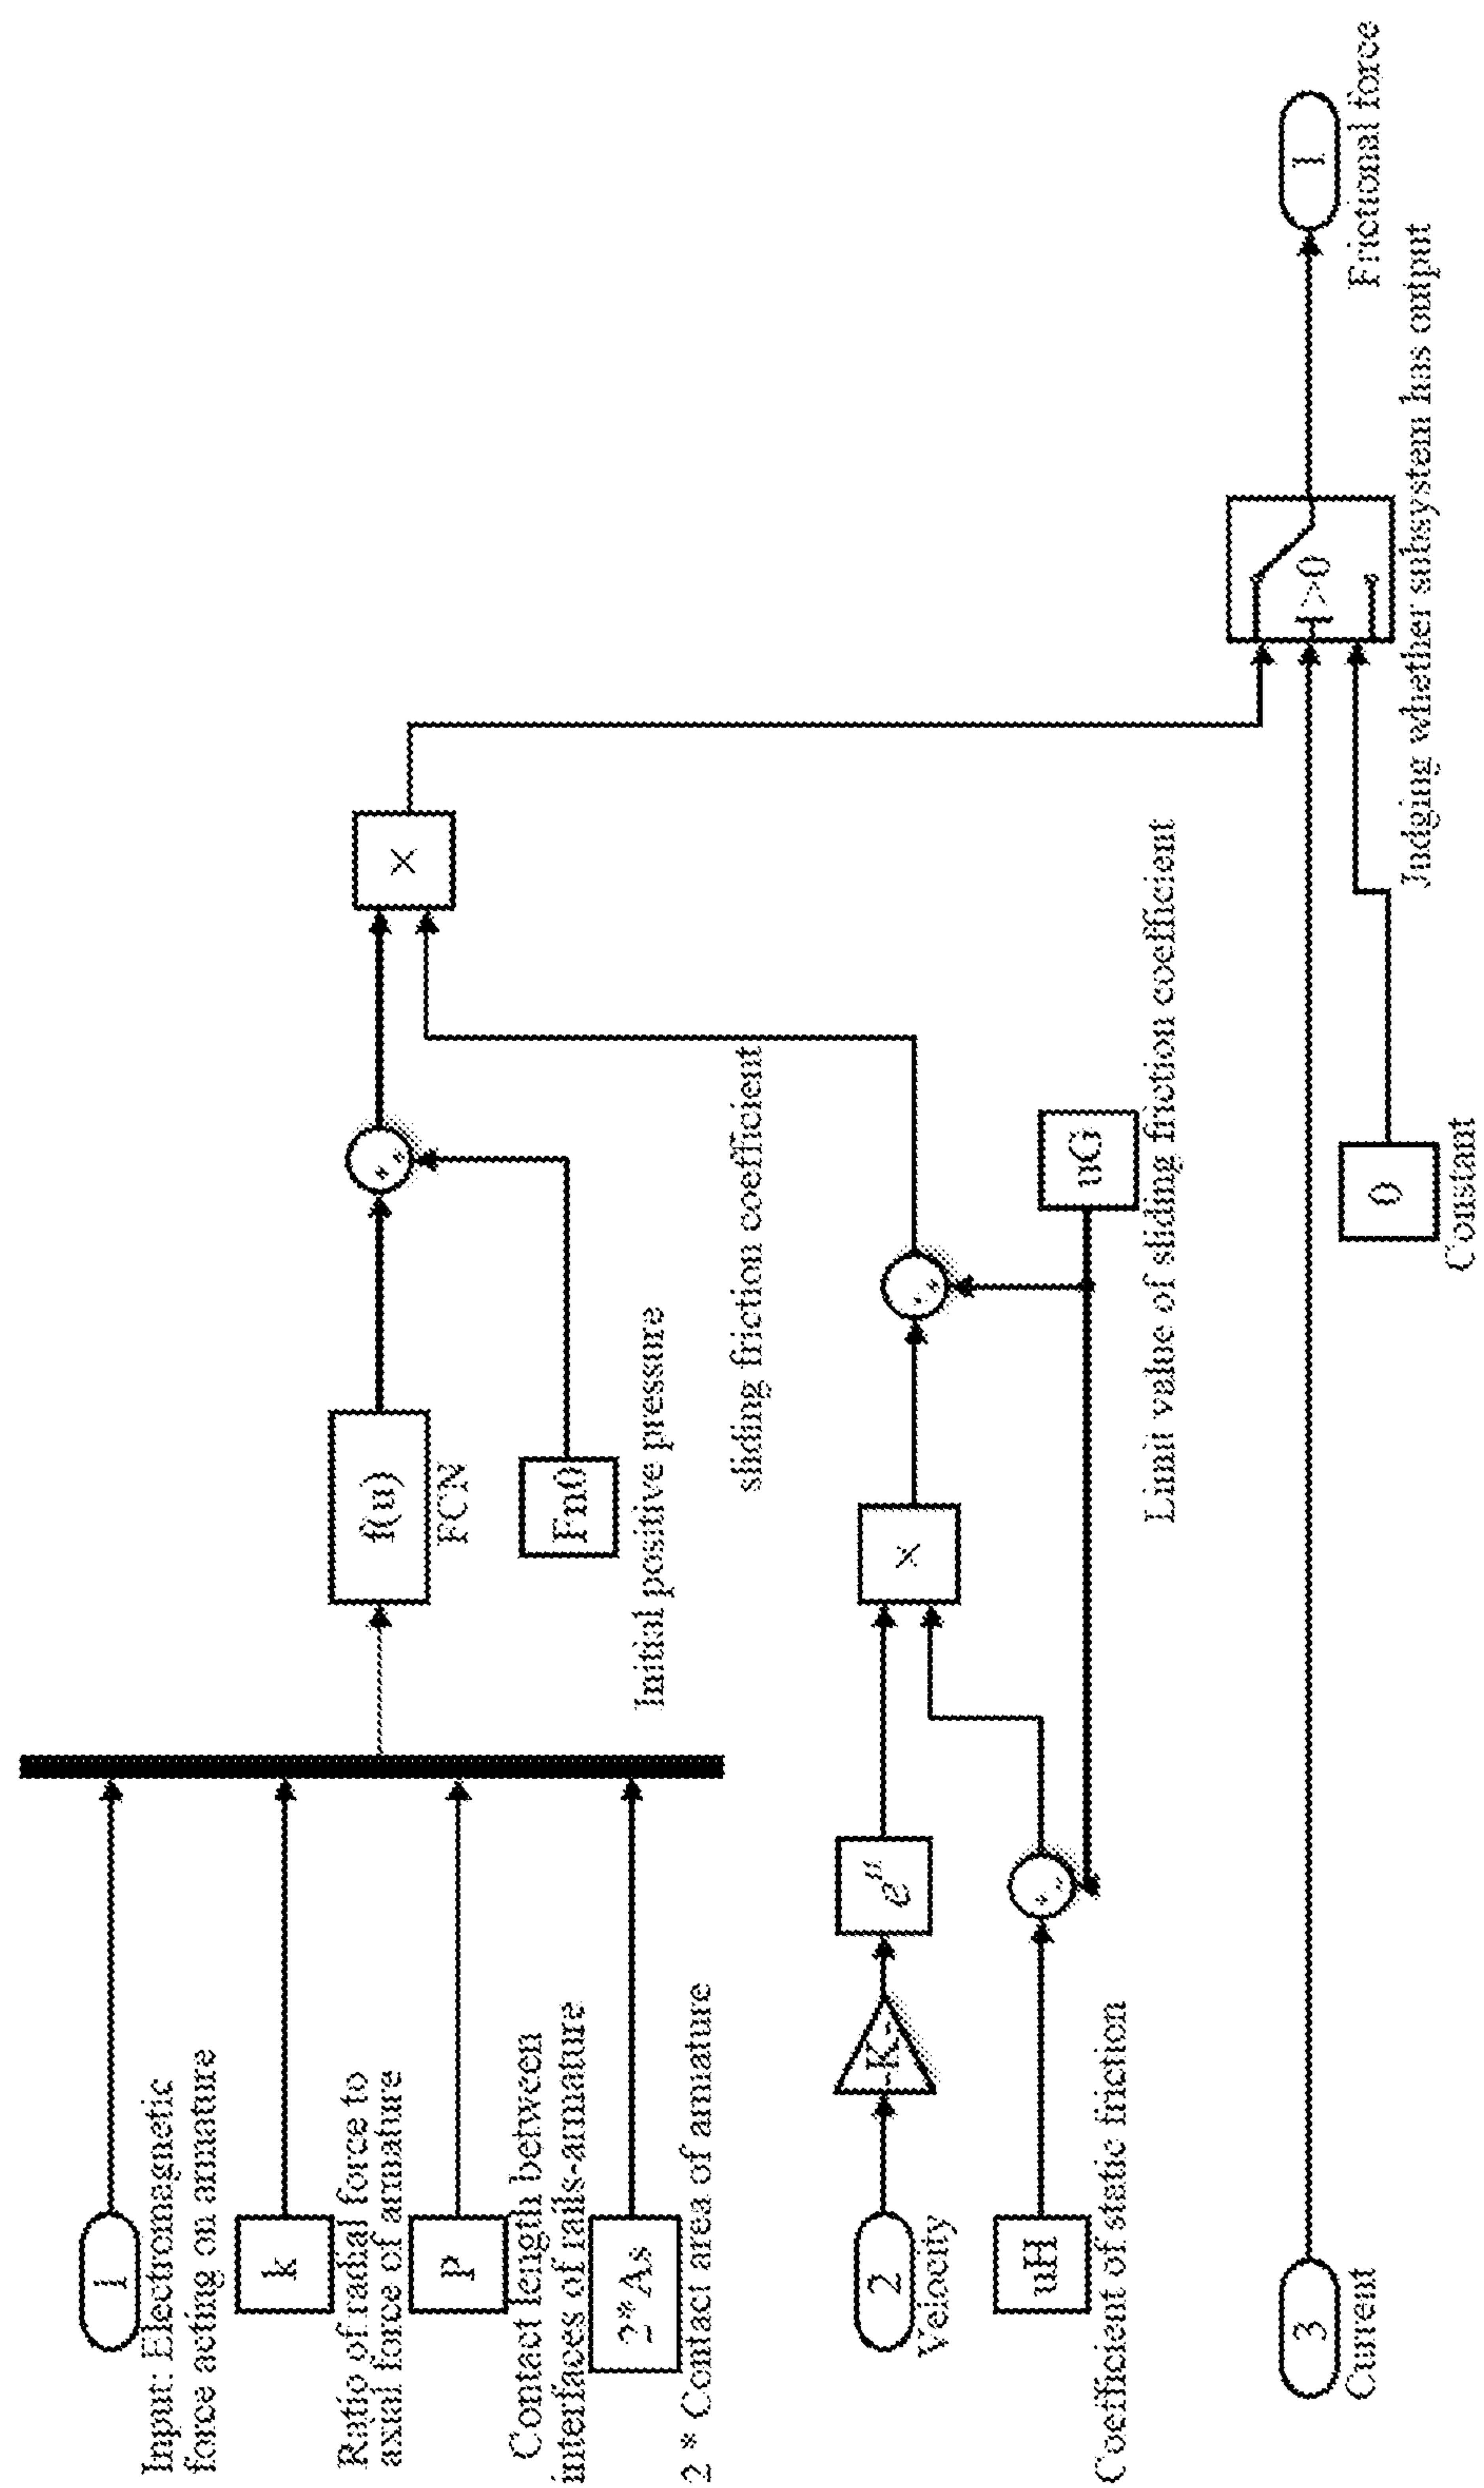 1
Input: Electromagnetic
force acting on armature
k
Ratio of radial force to
axial force of armature
p
Contact length between
interfaces of rails-armature
2*As
2 * Contact area of armature
f(u)
FCN
Fn0
Initial positive pressure
×
2
Velocity
-K-
eᵘ
×
sliding friction coefficient
uH
Coefficient of static friction
uG
Limit value of sliding friction coefficient
3
Current
0
Constant
>0
Judging whether subsystem has output
1
Frictional force